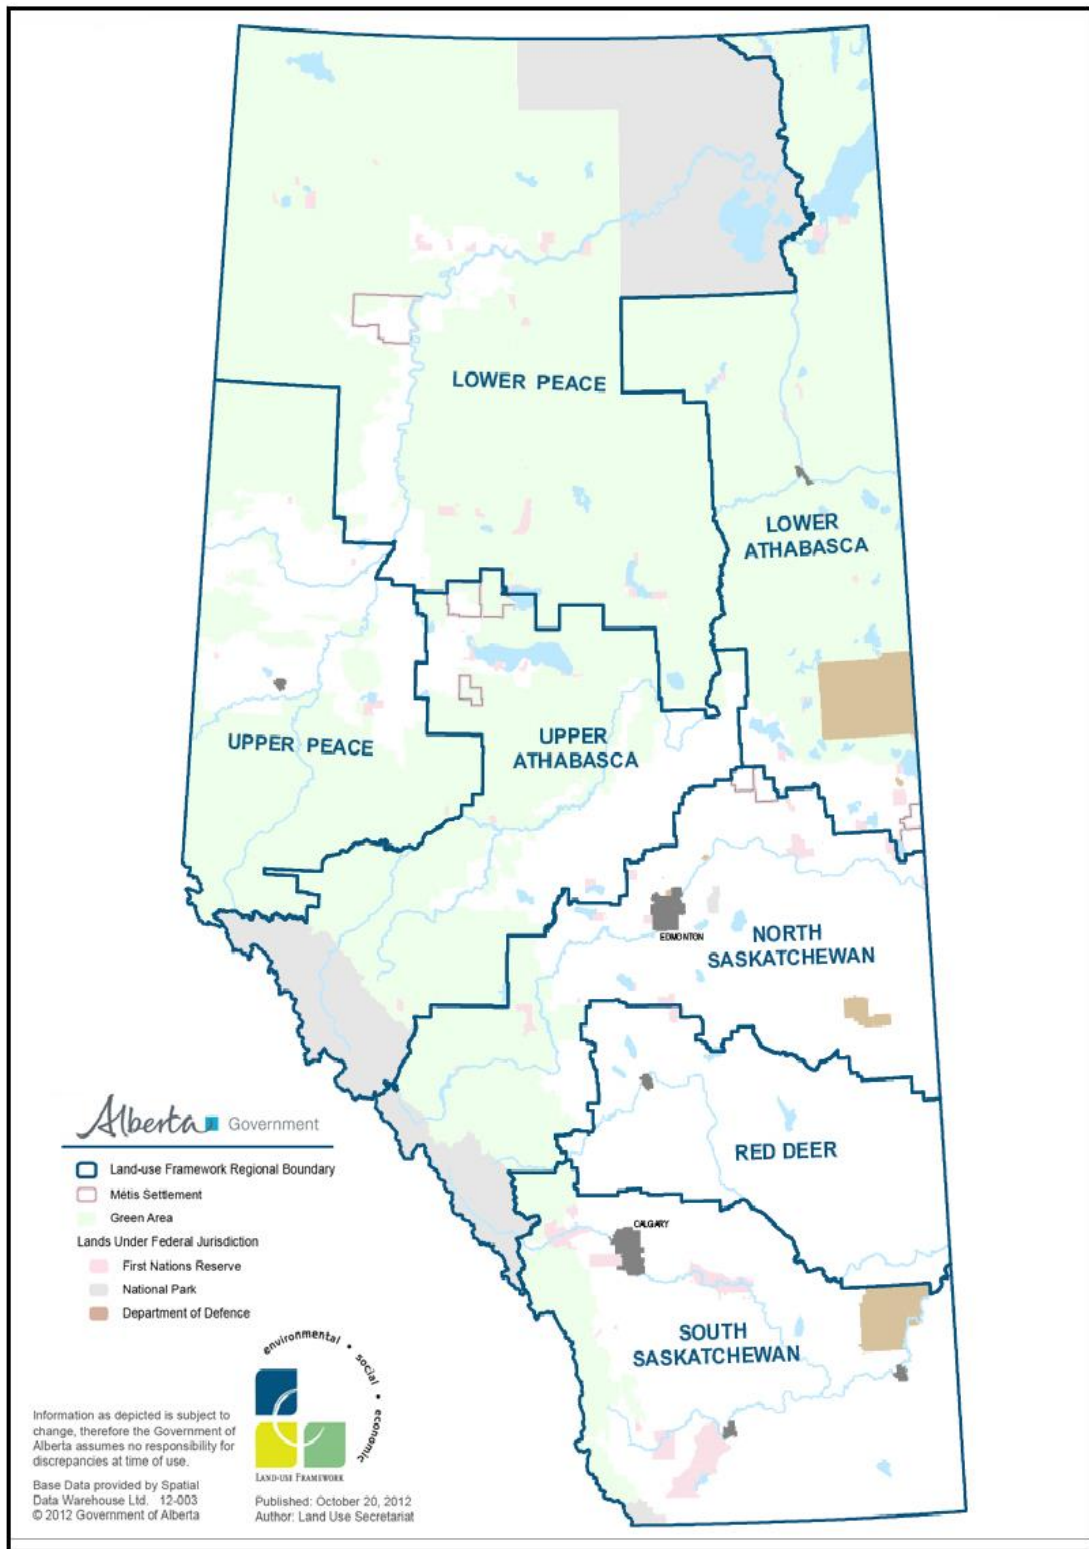 LOWER PEACE
LOWER
ATHABASCA
UPPER PEACE
UPPER
ATHABASCA
EDMONTON
NORTH
SASKATCHEWAN
RED DEER
CALGARY
SOUTH
SASKATCHEWAN
Alberta Government
Land-use Framework Regional Boundary
Métis Settlement
Green Area
Lands Under Federal Jurisdiction
First Nations Reserve
National Park
Department of Defence
environmental • social • economic
LAND-USE FRAMEWORK
Information as depicted is subject to
change, therefore the Government of
Alberta assumes no responsibility for
discrepancies at time of use.
Base Data provided by Spatial
Data Warehouse Ltd. 12-003
© 2012 Government of Alberta
Published: October 20, 2012
Author: Land Use Secretariat